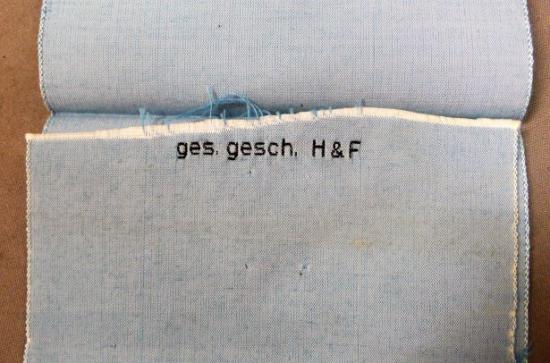 ges. gesch. H & F